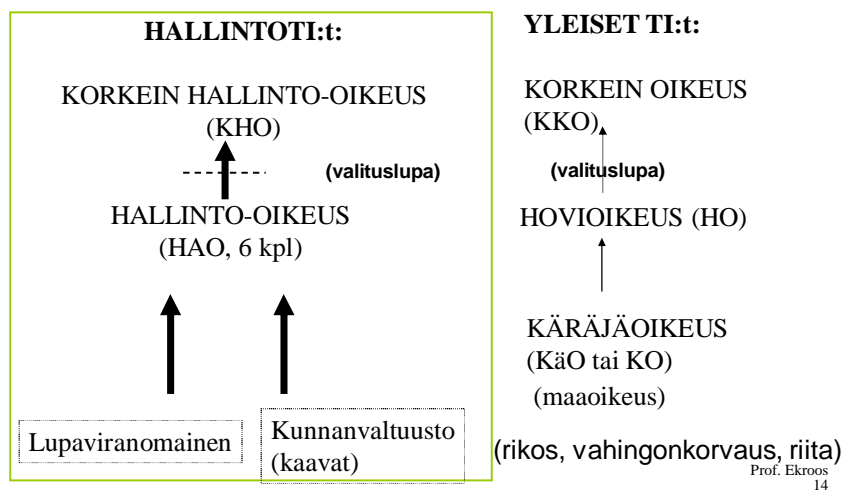 HALLINTOTI:t:
KORKEIN HALLINTO-OIKEUS
(KHO)
(valituslupa)
HALLINTO-OIKEUS
(HAO, 6 kpl)
Lupaviranomainen
Kunnanvaltuusto
(kaavat)
YLEISET TI:t:
KORKEIN OIKEUS
(KKO)
(valituslupa)
HOVIOIKEUS (HO)
KÄRÄJÄOIKEUS
(KäO tai KO)
(maaoikeus)
(rikos, vahingonkorvaus, riita)
Prof. Ekroos
14